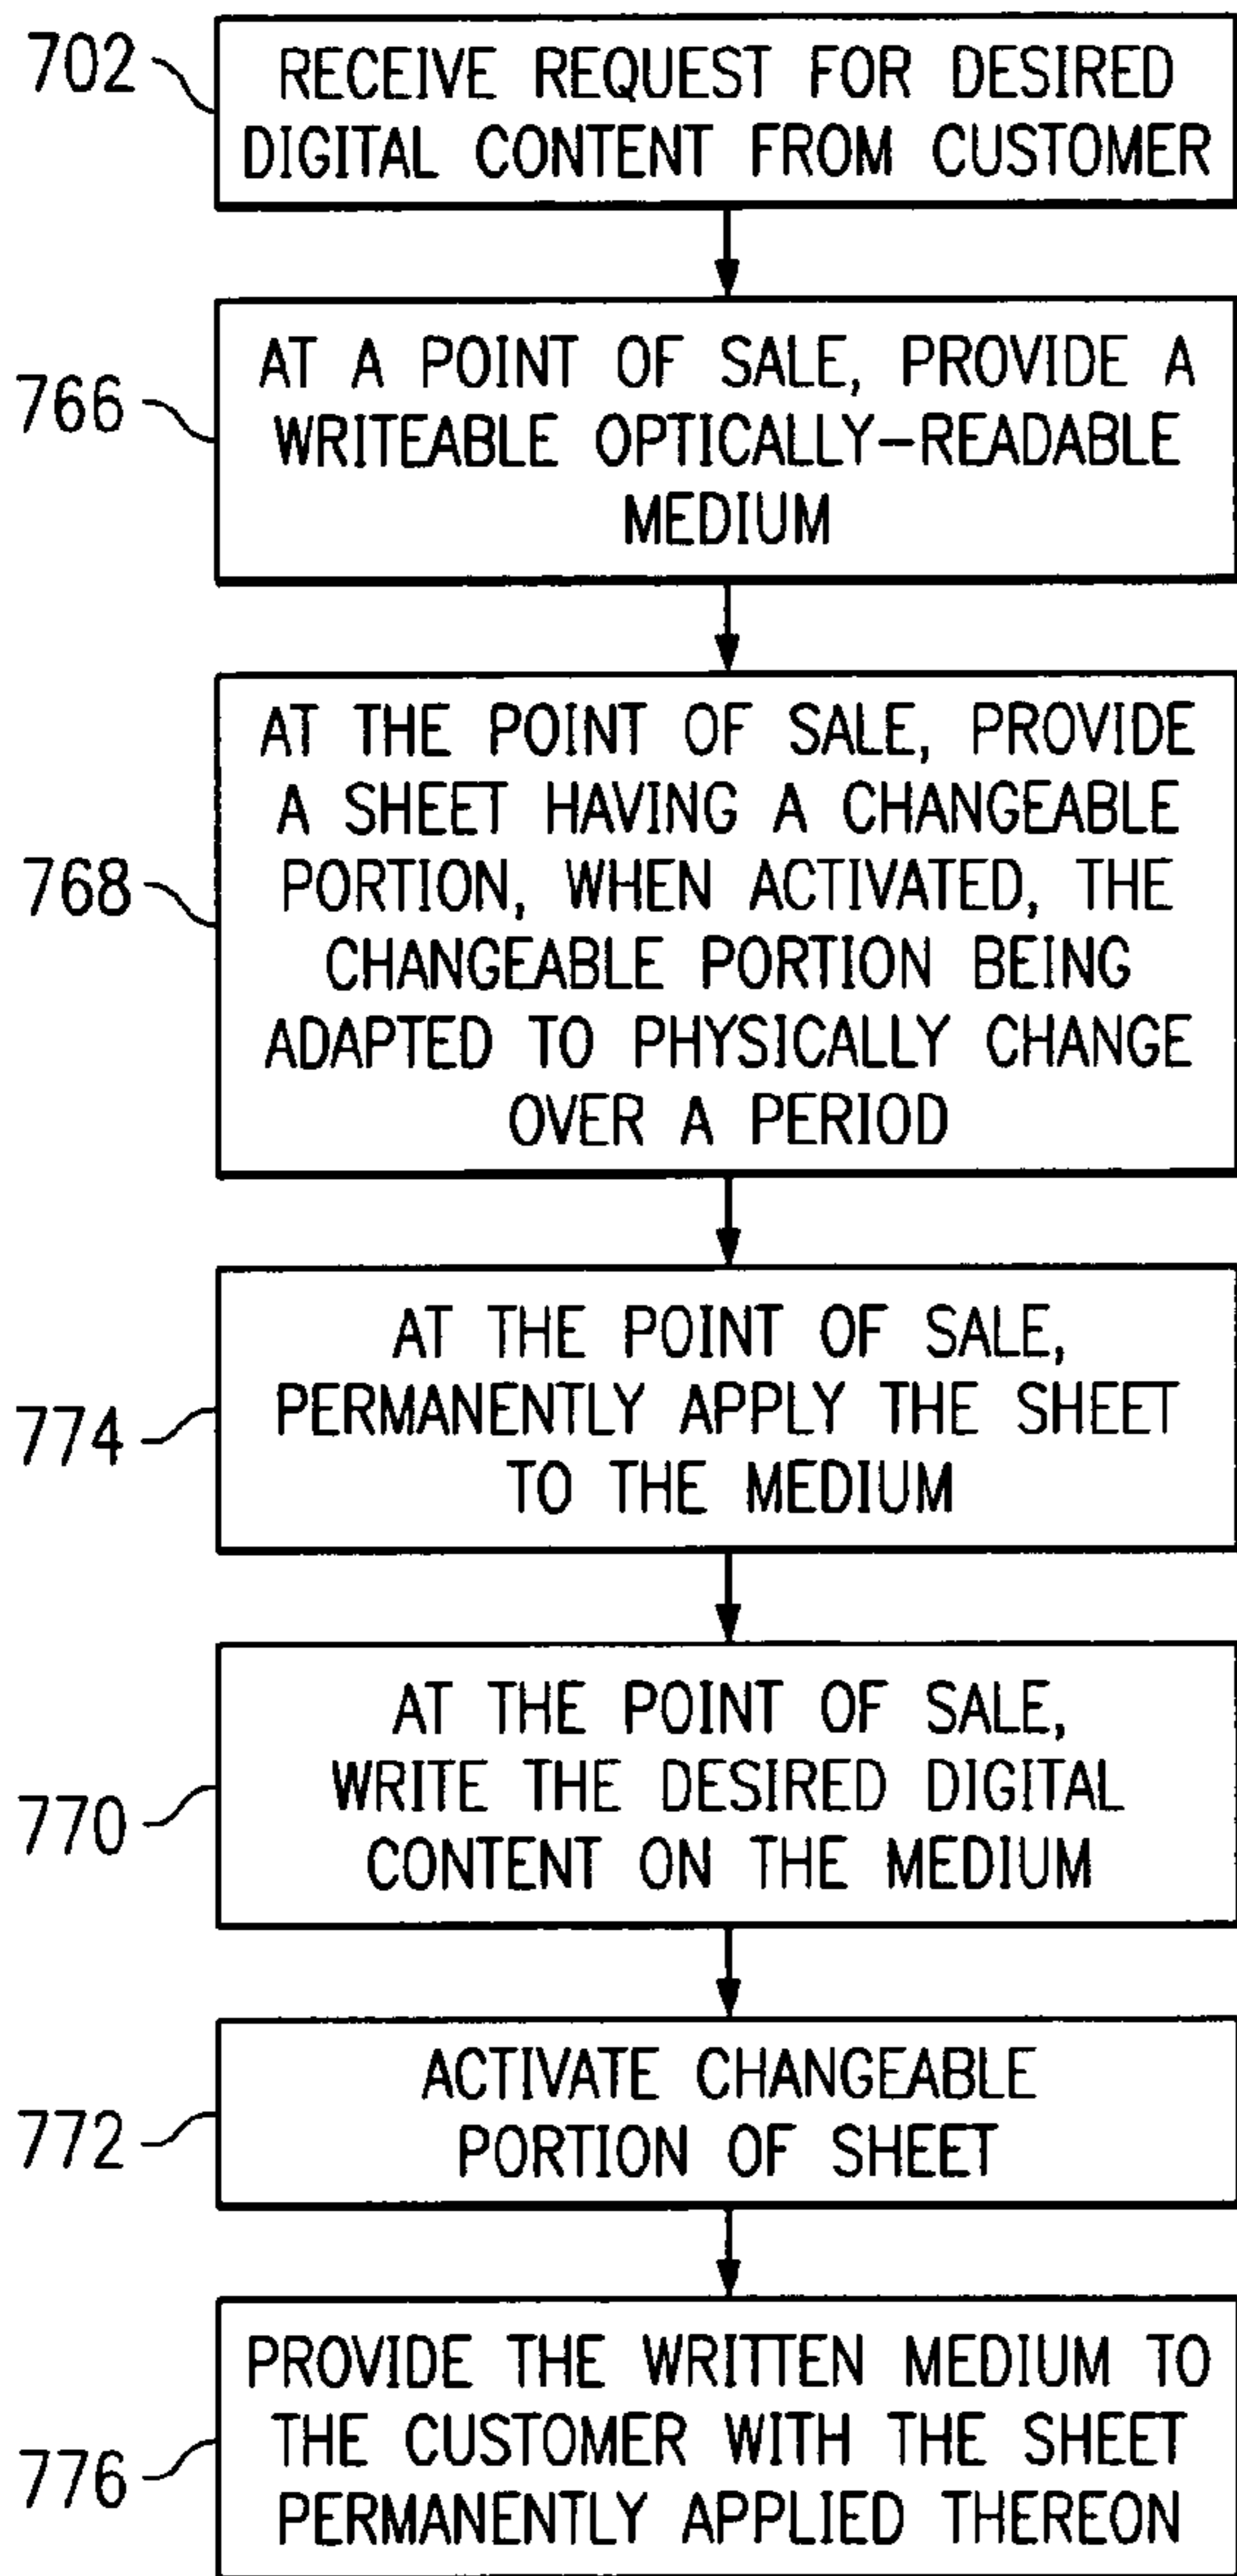 702
RECEIVE REQUEST FOR DESIRED
DIGITAL CONTENT FROM CUSTOMER
766
AT A POINT OF SALE, PROVIDE A
WRITEABLE OPTICALLY-READABLE
MEDIUM
768
AT THE POINT OF SALE, PROVIDE
A SHEET HAVING A CHANGEABLE
PORTION, WHEN ACTIVATED, THE
CHANGEABLE PORTION BEING
ADAPTED TO PHYSICALLY CHANGE
OVER A PERIOD
774
AT THE POINT OF SALE,
PERMANENTLY APPLY THE SHEET
TO THE MEDIUM
770
AT THE POINT OF SALE,
WRITE THE DESIRED DIGITAL
CONTENT ON THE MEDIUM
772
ACTIVATE CHANGEABLE
PORTION OF SHEET
776
PROVIDE THE WRITTEN MEDIUM TO
THE CUSTOMER WITH THE SHEET
PERMANENTLY APPLIED THEREON